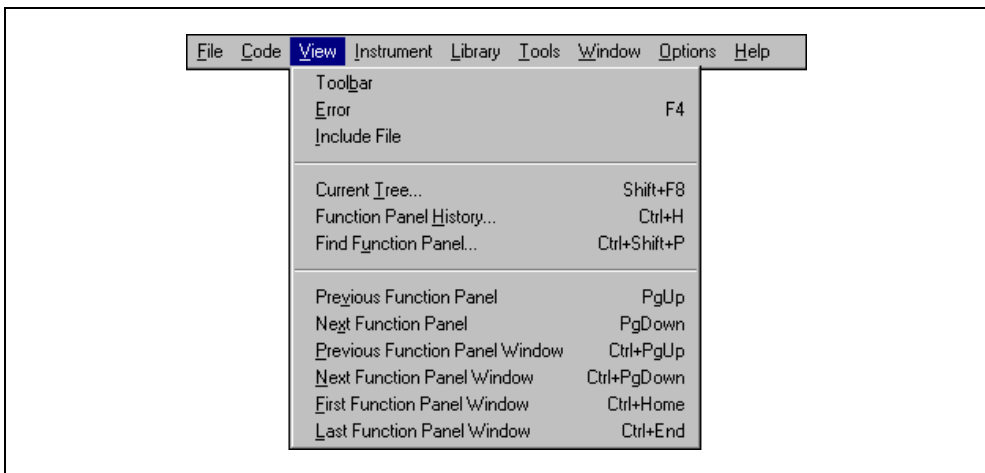 File Code View Instrument Library Tools Window Options Help
Toolbar
Error F4
Include File
Current Tree... Shift+F8
Function Panel History... Ctrl+H
Find Function Panel... Ctrl+Shift+P
Previous Function Panel PgUp
Next Function Panel PgDown
Previous Function Panel Window Ctrl+PgUp
Next Function Panel Window Ctrl+PgDown
First Function Panel Window Ctrl+Home
Last Function Panel Window Ctrl+End